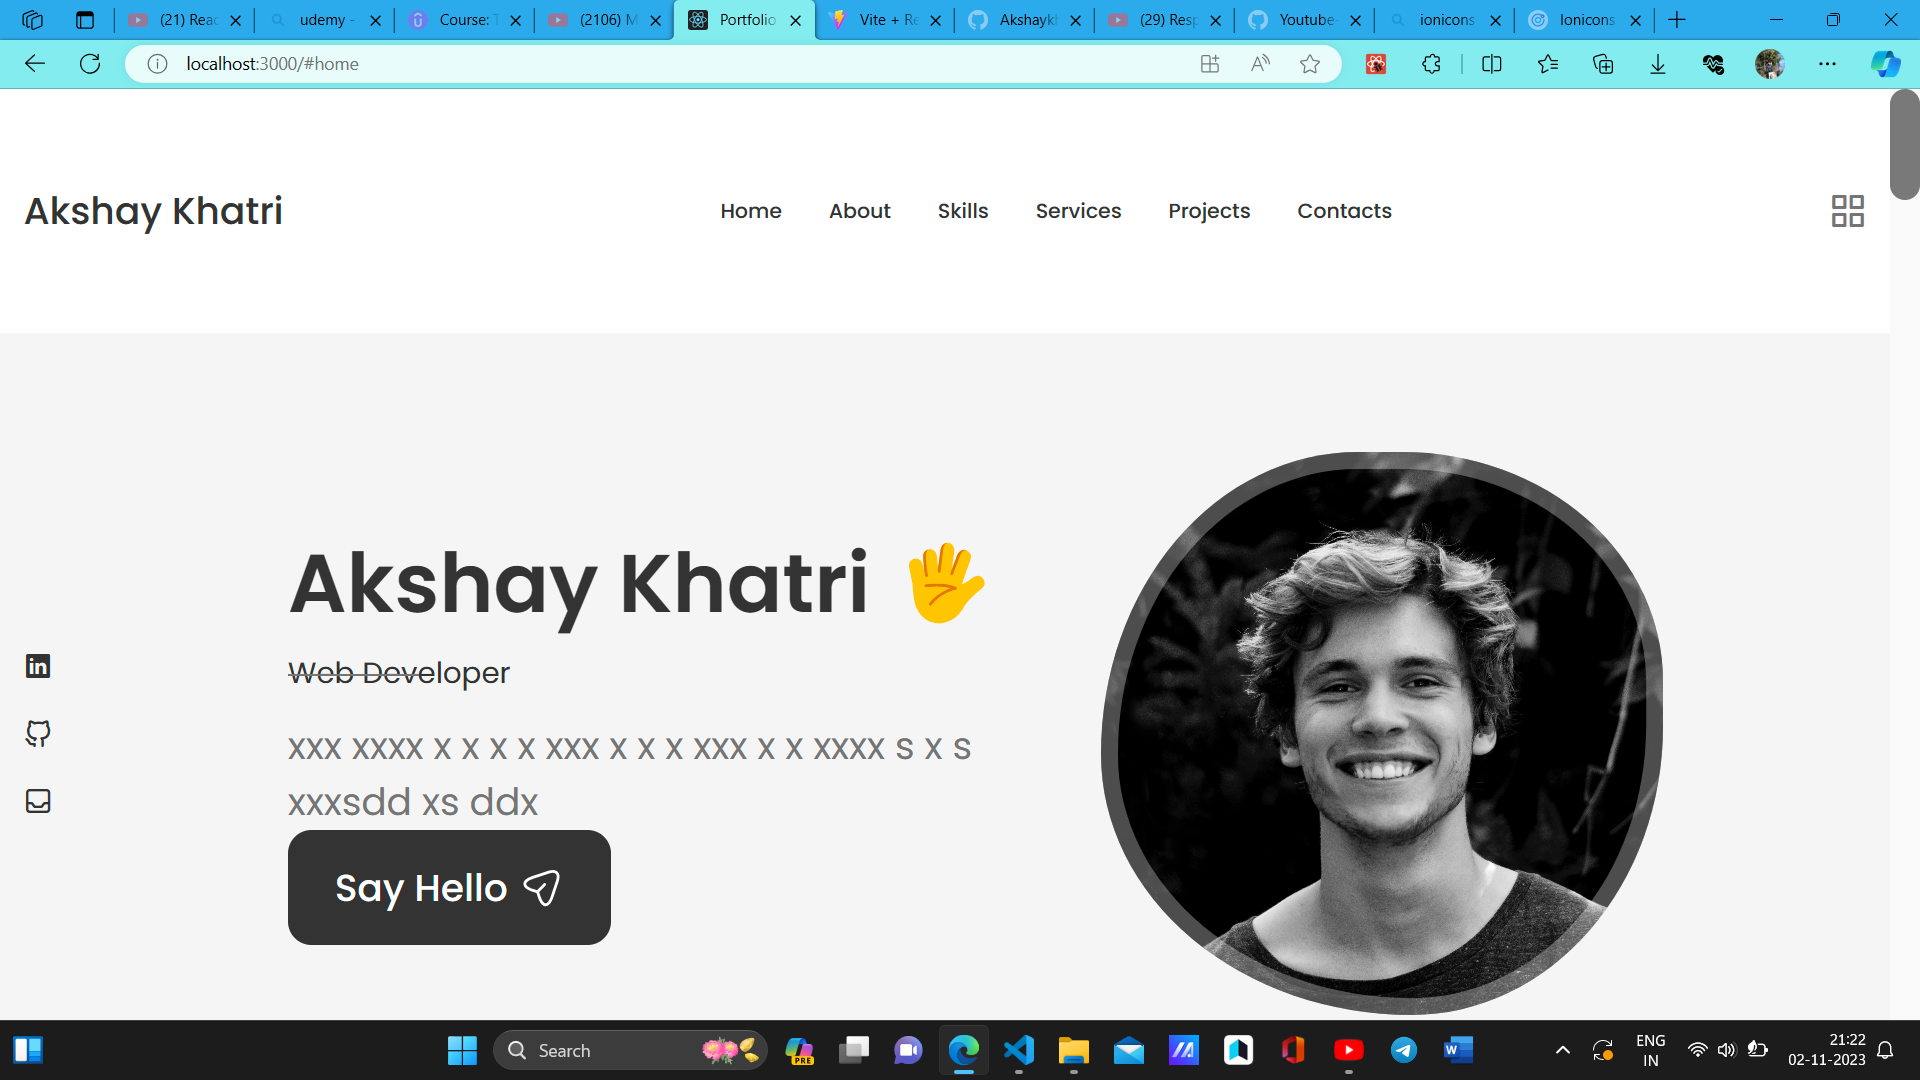 (21) Reac
udemy -
Course: T
(2106) M
Portfolio
Vite + Re
Akshaykh
(29) Resp
Youtube-
ionicons
Ionicons
localhost:3000/#home
Akshay Khatri
Home About Skills Services Projects Contacts
Akshay Khatri
Web Developer
xxx xxxx x x x x xxx x x x xxx x x xxxx s x s
xxxsdd xs ddx
Say Hello
Search
PRE
ENG
IN
21:22
02-11-2023